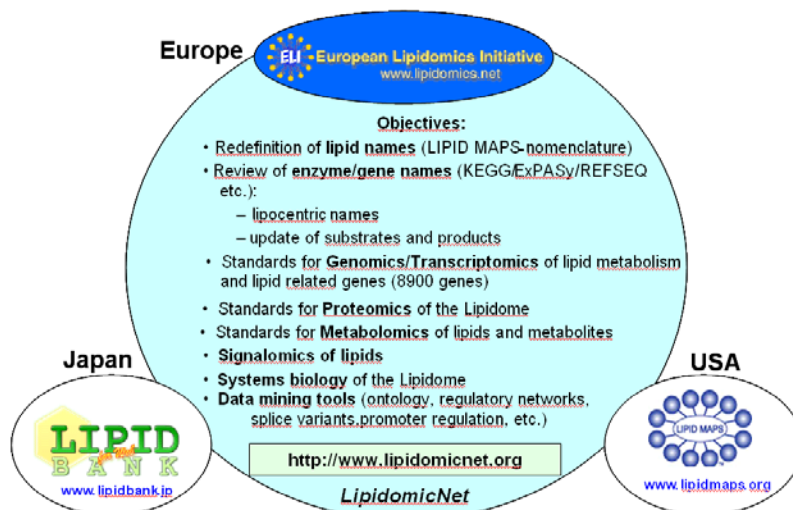 Europe
ELI European Lipidomics Initiative
www.lipidomics.net
Objectives:
• Redefinition of lipid names (LIPID MAPS-nomenclature)
• Review of enzyme/gene names (KEGG/ExPASy/REFSEQ
etc.):
– lipocentric names
– update of substrates and products
• Standards for Genomics/Transcriptomics of lipid metabolism
and lipid related genes (8900 genes)
• Standards for Proteomics of the Lipidome
• Standards for Metabolomics of lipids and metabolites
• Signalomics of lipids
• Systems biology of the Lipidome
• Data mining tools (ontology, regulatory networks,
splice variants,promoter regulation, etc.)
http://www.lipidomicnet.org
LipidomicNet
Japan
LIPID
BANK
www.lipidbank.jp
USA
LIPID MAPS
www.lipidmaps.org